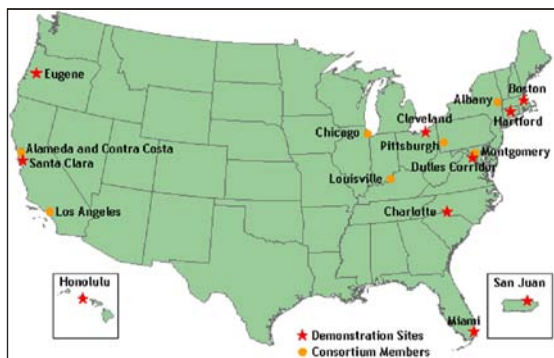 Eugene
Boston
Albany
Cleveland
Hartford
Chicago
Pittsburgh
Montgomery
Alameda and Contra Costa
Santa Clara
Dulles Corridor
Louisville
Los Angeles
Charlotte
Honolulu
San Juan
Miami
Demonstration Sites
Consortium Members